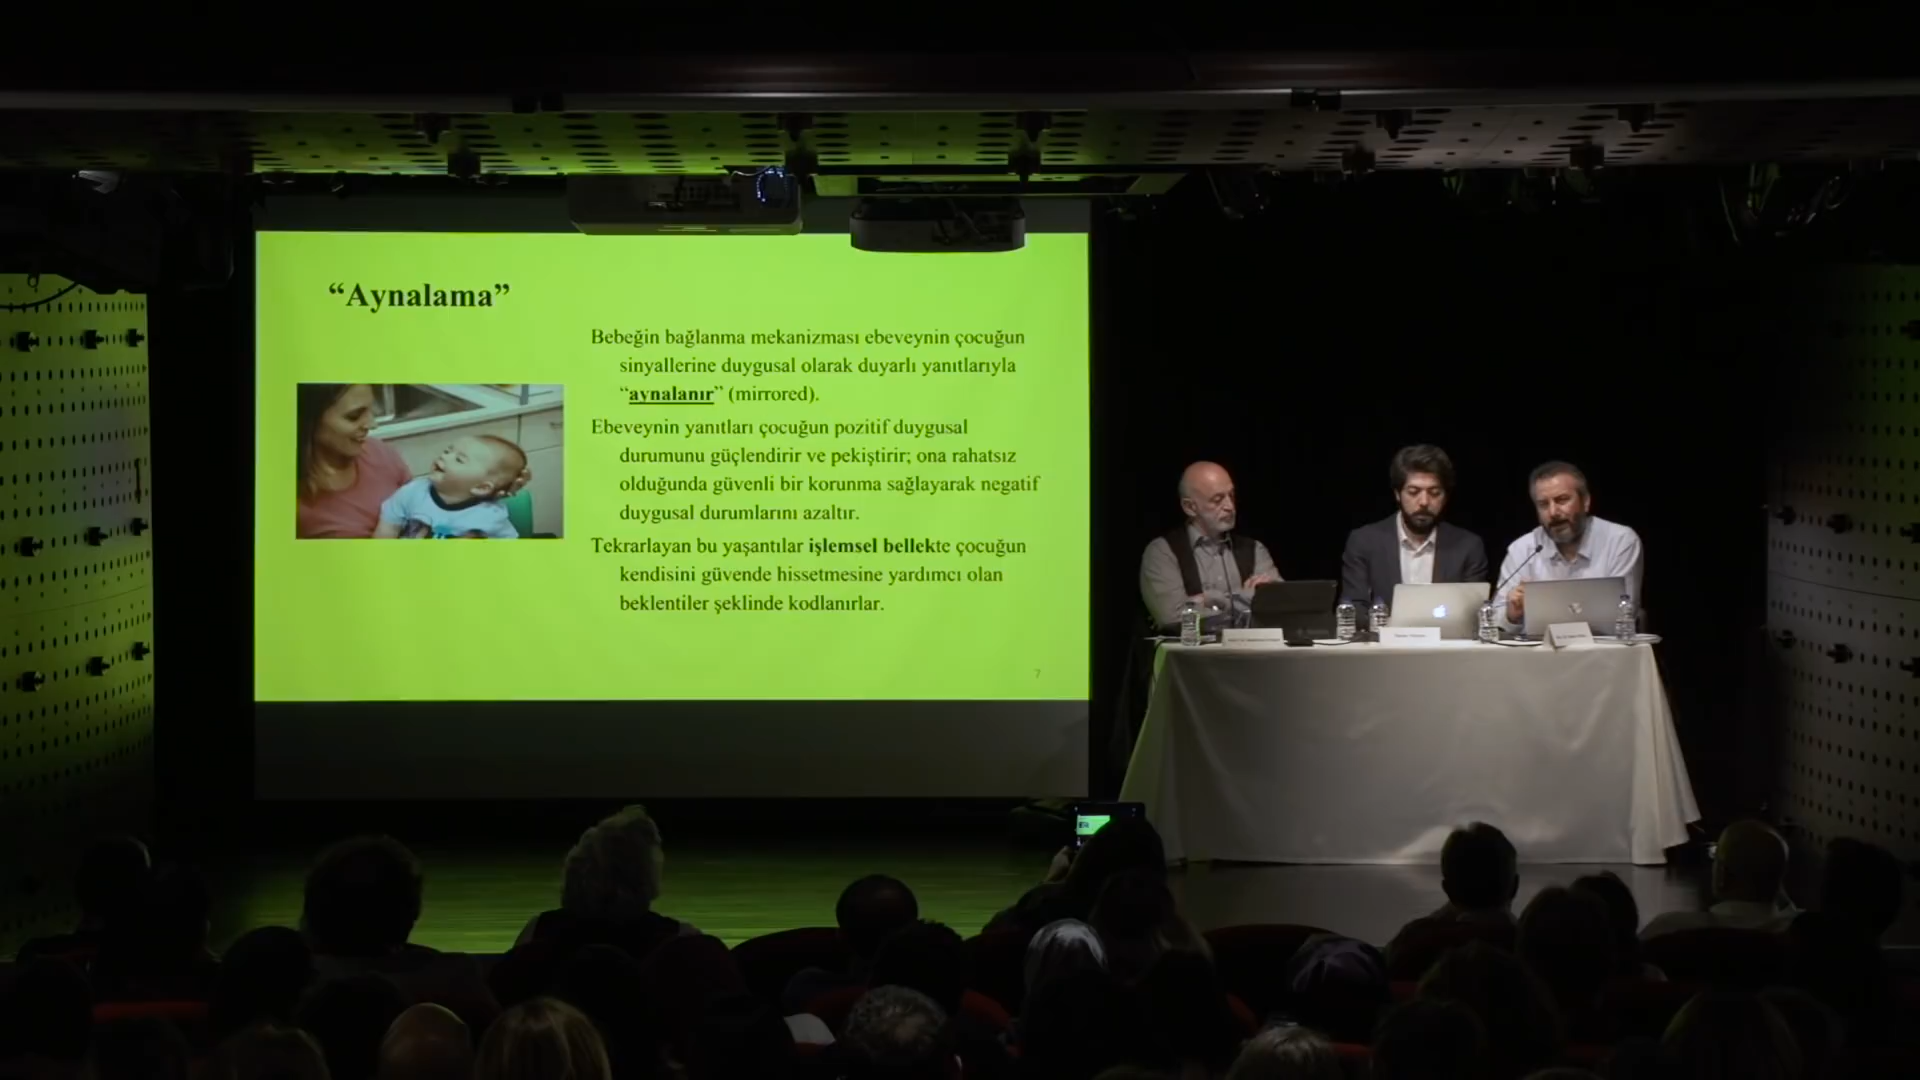 “Aynalama”
Bebeğin bağlanma mekanizması ebeveynin çocuğun
sinyallerine duygusal olarak duyarlı yanıtlarıyla
“aynalanır” (mirrored).
Ebeveynin yanıtları çocuğun pozitif duygusal
durumunu güçlendirir ve pekiştirir; ona rahatsız
olduğunda güvenli bir korunma sağlayarak negatif
duygusal durumlarını azaltır.
Tekrarlayan bu yaşantılar işlemsel bellekte çocuğun
kendisini güvende hissetmesine yardımcı olan
beklentiler şeklinde kodlanırlar.
7